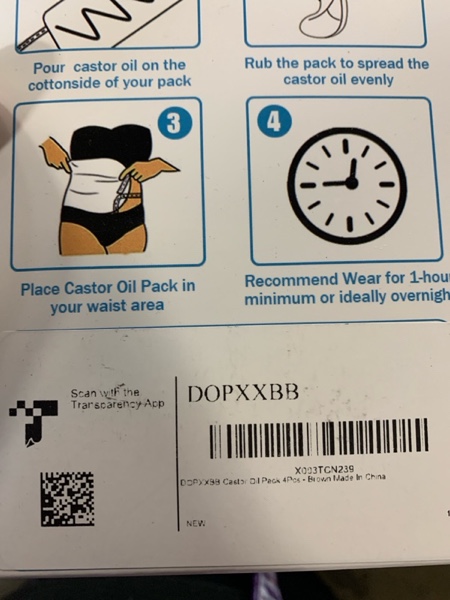 Pour castor oil on the
cottonside of your pack
Rub the pack to spread the
castor oil evenly
3
4
Place Castor Oil Pack in
your waist area
Recommend Wear for 1-hou
minimum or ideally overnigh
Scan with the
Transparency App
DOPXXBB
X003TGN239
DOPXXBB Castor Oil Pack 4Pcs - Brown Made In China
NEW